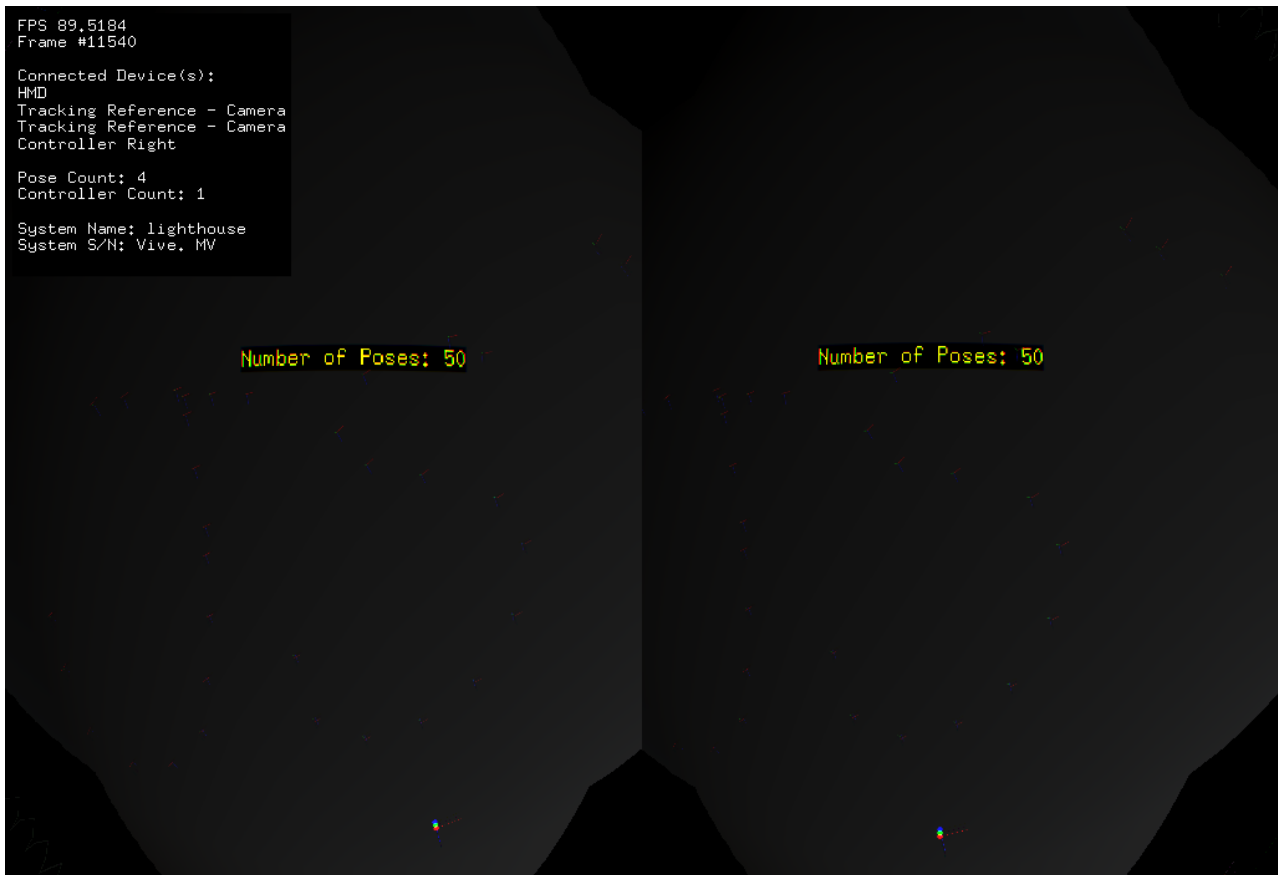 FPS 89.5184
Frame #11540
Connected Device(s):
HMD
Tracking Reference - Camera
Tracking Reference - Camera
Controller Right
Pose Count: 4
Controller Count: 1
System Name: lighthouse
System S/N: Vive. MV
Number of Poses: 50
Number of Poses: 50